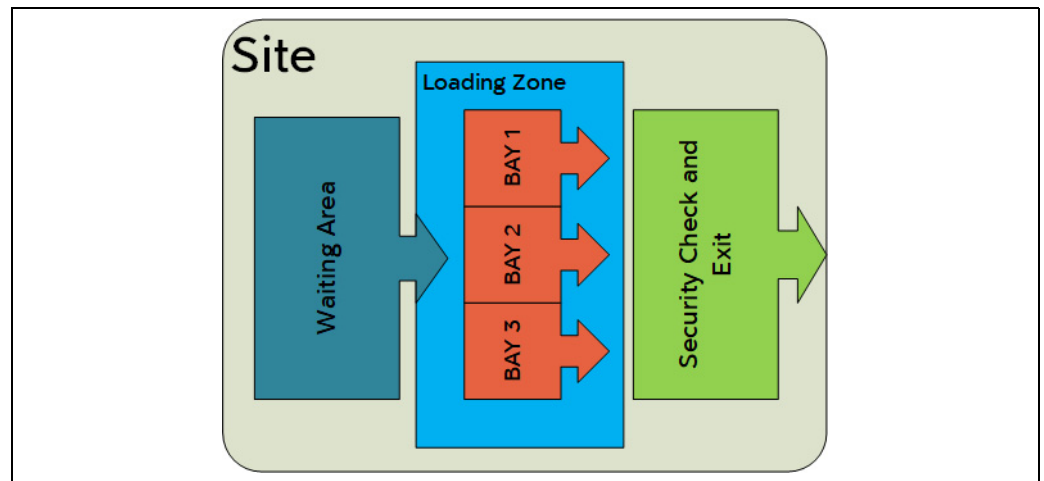 Site
Loading Zone
Waiting Area
BAY 1
BAY 2
BAY 3
Security Check and
Exit